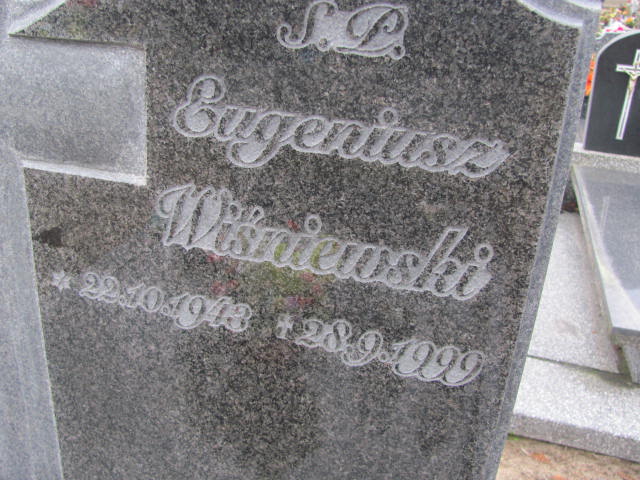 Ś.P.
Eugeniusz
Wiśniewski
* 22.10.1943 † 28.9.1999